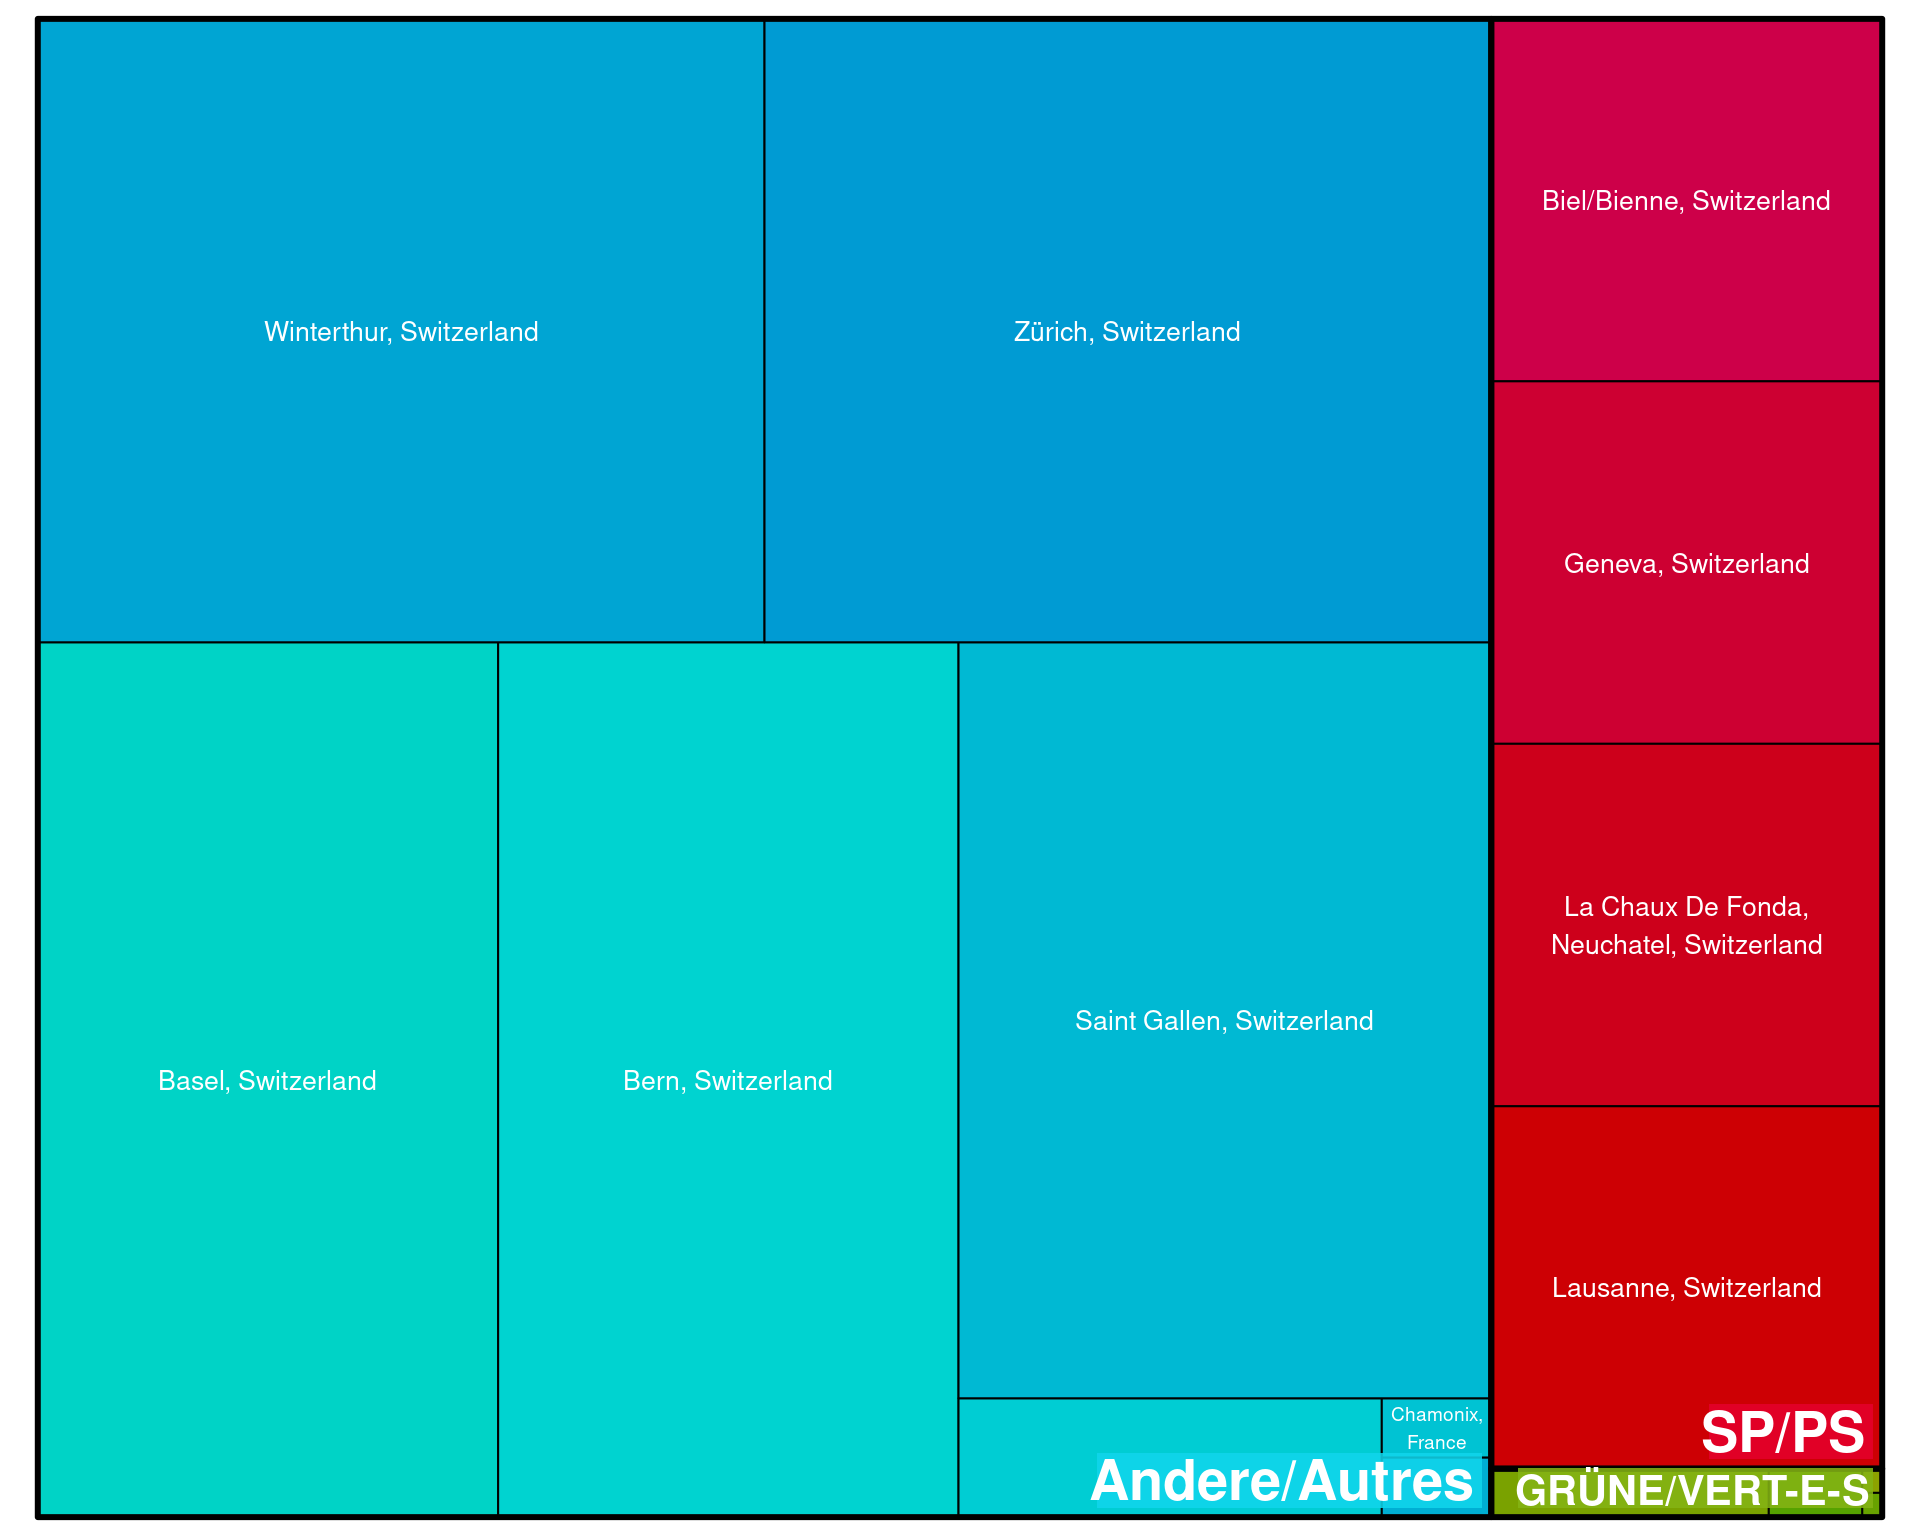 Winterthur, Switzerland
Zürich, Switzerland
Biel/Bienne, Switzerland
Geneva, Switzerland
La Chaux De Fonda,
Neuchatel, Switzerland
Basel, Switzerland
Bern, Switzerland
Saint Gallen, Switzerland
Lausanne, Switzerland
Chamonix,
France
Andere/Autres
SP/PS
GRÜNE/VERT-E-S